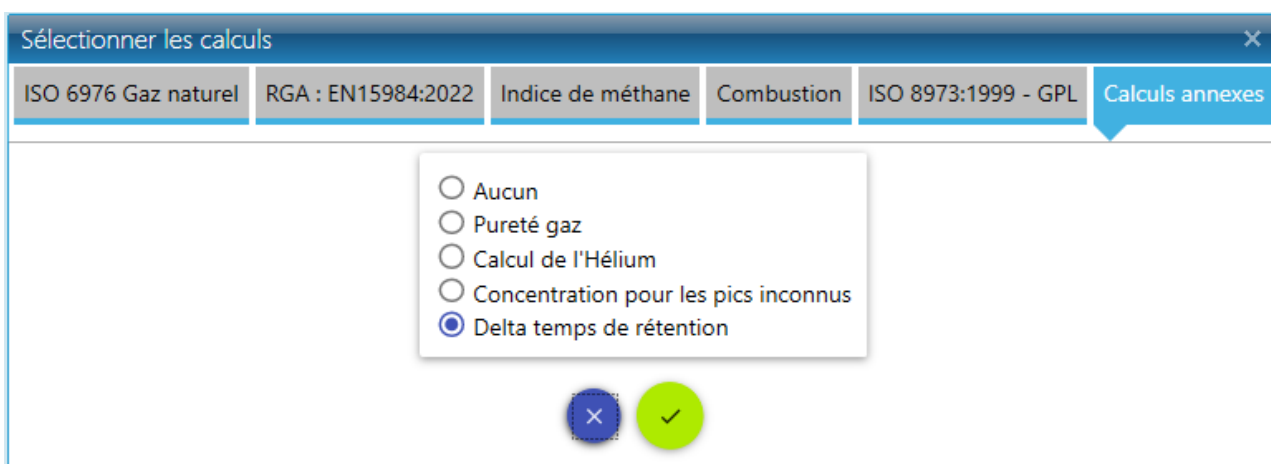 Sélectionner les calculs
ISO 6976 Gaz naturel RGA : EN15984:2022 Indice de méthane Combustion ISO 8973:1999 - GPL Calculs annexes
Aucun
Pureté gaz
Calcul de l'Hélium
Concentration pour les pics inconnus
Delta temps de rétention